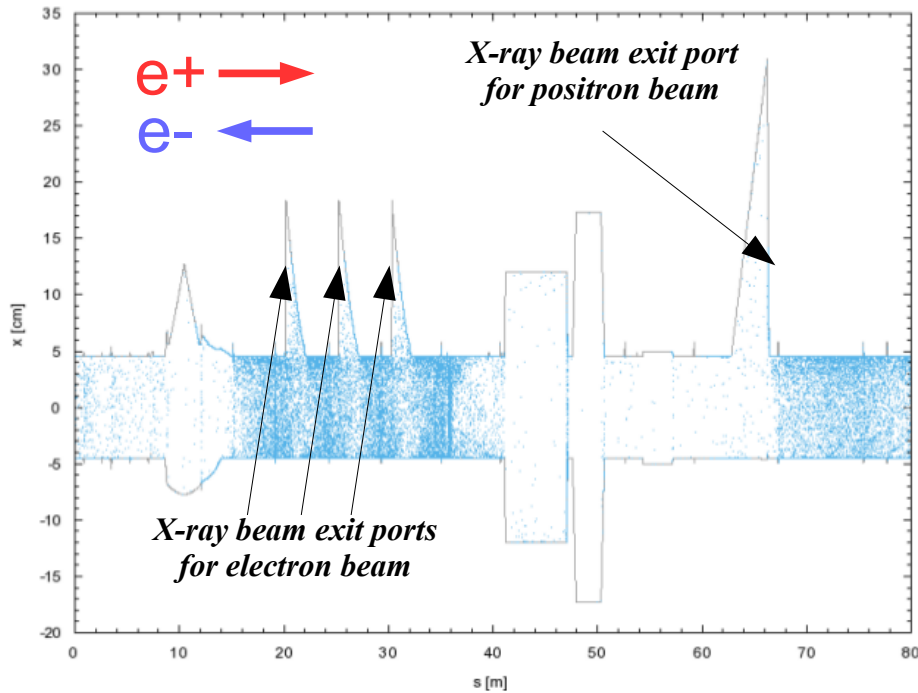 e+
e-
X-ray beam exit port
for positron beam
X-ray beam exit ports
for electron beam
35
30
25
20
15
10
5
0
-5
-10
-15
-20
x [cm]
0
10
20
30
40
50
60
70
80
s [m]